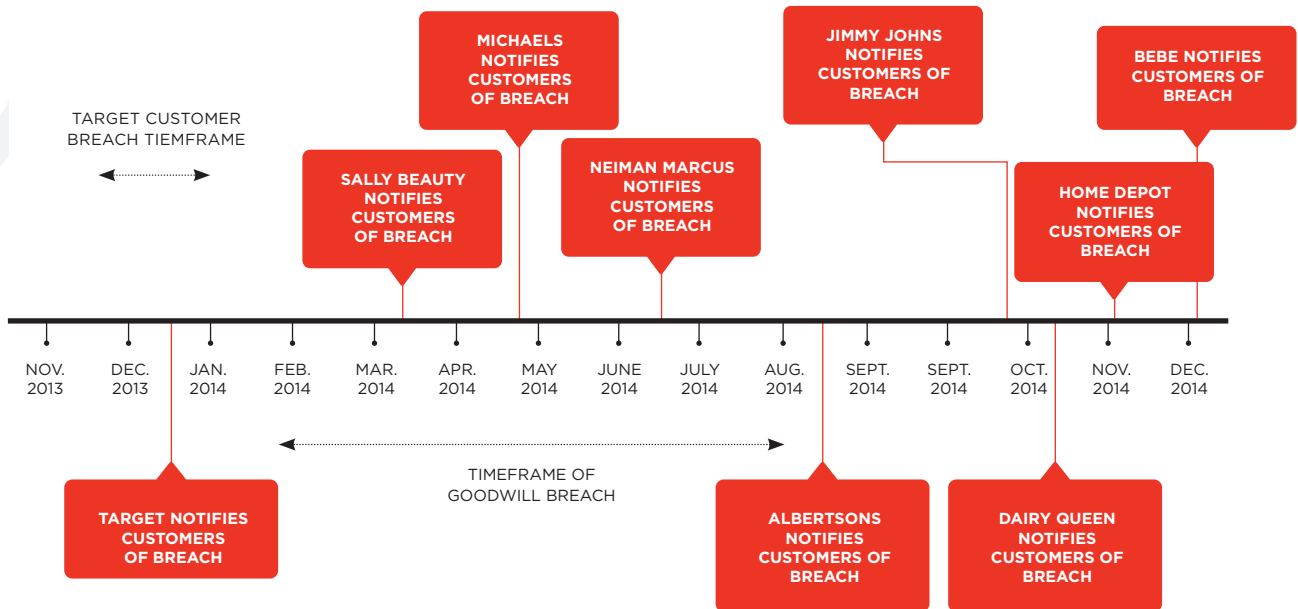 MICHAELS
NOTIFIES
CUSTOMERS
OF BREACH
JIMMY JOHNS
NOTIFIES
CUSTOMERS OF
BREACH
BEBE NOTIFIES
CUSTOMERS OF
BREACH
TARGET CUSTOMER
BREACH TIEMFRAME
SALLY BEAUTY
NOTIFIES
CUSTOMERS
OF BREACH
NEIMAN MARCUS
NOTIFIES
CUSTOMERS
OF BREACH
HOME DEPOT
NOTIFIES
CUSTOMERS OF
BREACH
NOV.
2013
DEC.
2013
JAN.
2014
FEB.
2014
MAR.
2014
APR.
2014
MAY
2014
JUNE
2014
JULY
2014
AUG.
2014
SEPT.
2014
SEPT.
2014
OCT.
2014
NOV.
2014
DEC.
2014
TIMEFRAME OF
GOODWILL BREACH
TARGET NOTIFIES
CUSTOMERS
OF BREACH
ALBERTSONS
NOTIFIES
CUSTOMERS OF
BREACH
DAIRY QUEEN
NOTIFIES
CUSTOMERS OF
BREACH